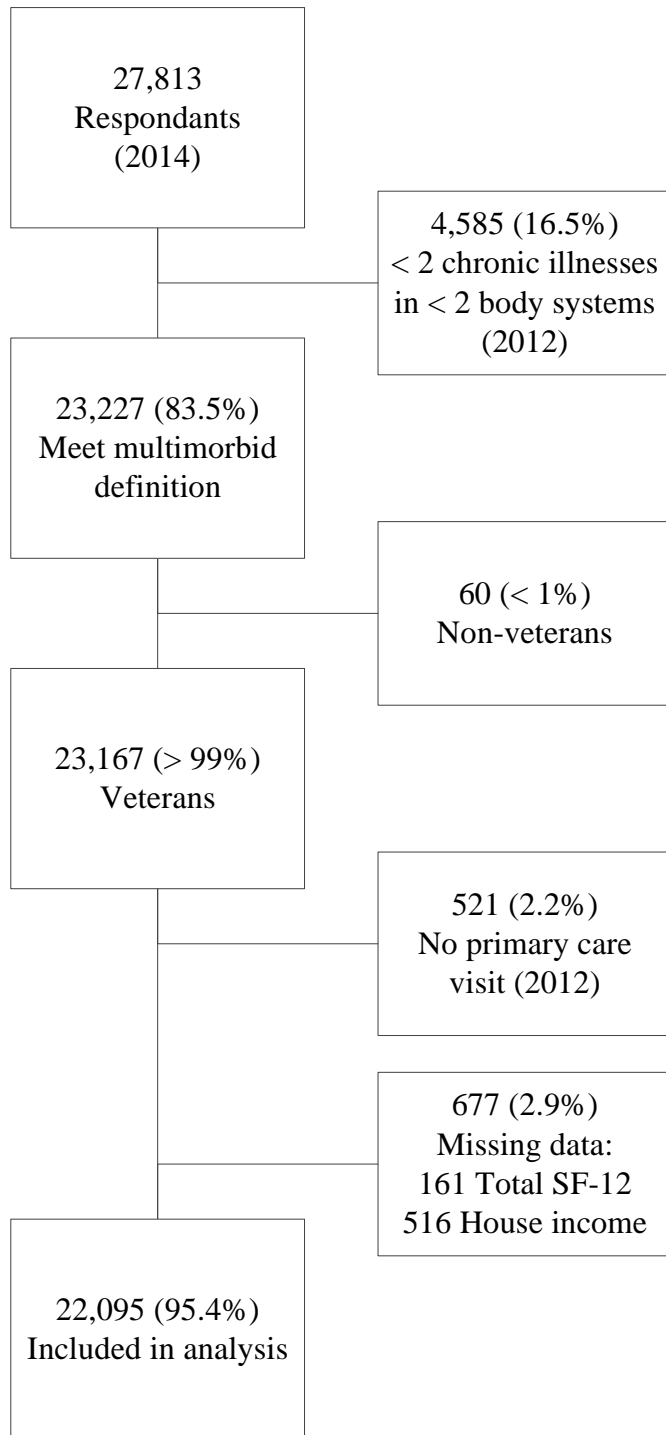 27,813
Respondants
(2014)
4,585 (16.5%)
< 2 chronic illnesses
in < 2 body systems
(2012)
23,227 (83.5%)
Meet multimorbid
definition
60 (< 1%)
Non-veterans
23,167 (> 99%)
Veterans
521 (2.2%)
No primary care
visit (2012)
677 (2.9%)
Missing data:
161 Total SF-12
516 House income
22,095 (95.4%)
Included in analysis